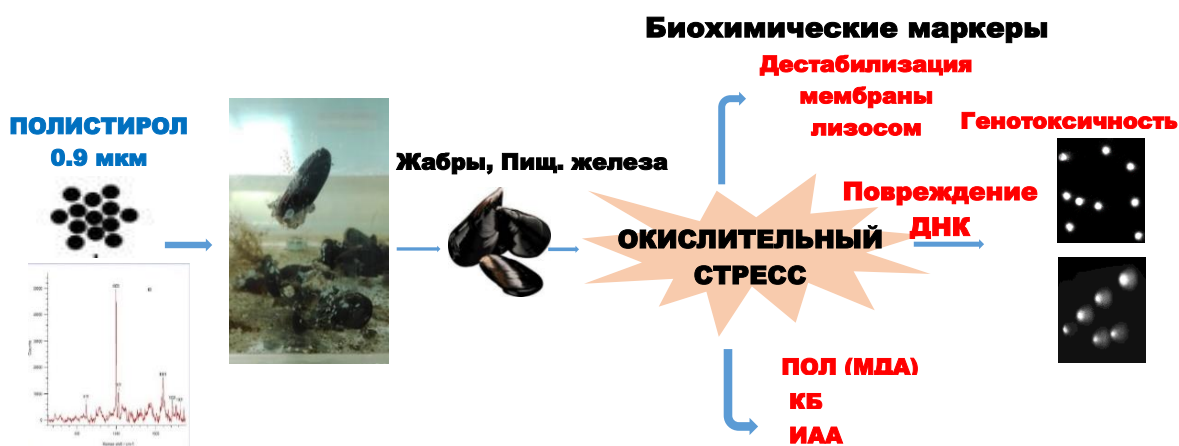 Биохимические маркеры
Дестабилизация
мембраны
лизосом
ПОЛИСТИРОЛ
0.9 мкм
Генотоксичность
Жабры, Пищ. железа
Повреждение
ДНК
ОКИСЛИТЕЛЬНЫЙ
СТРЕСС
ПОЛ (МДА)
КБ
ИАА